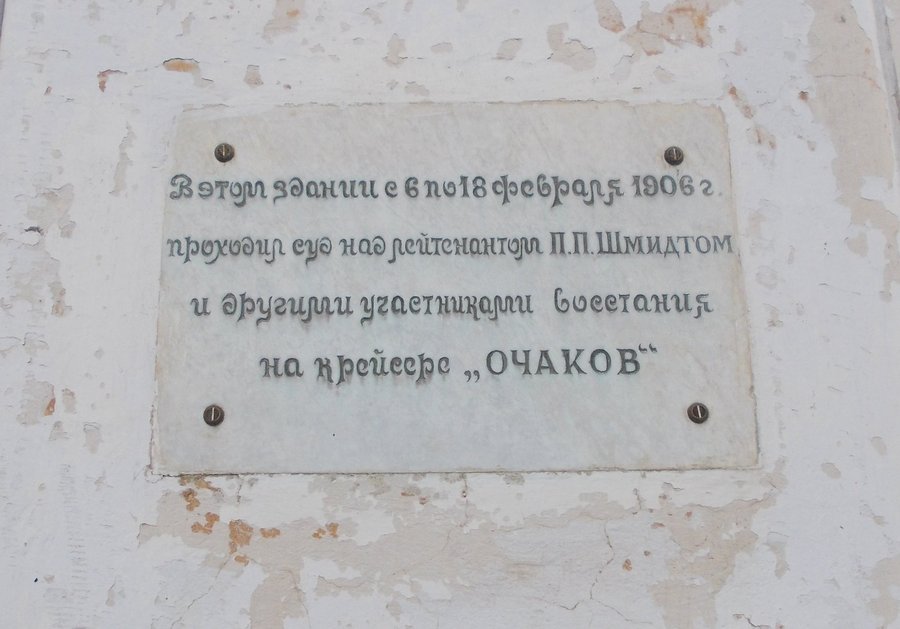 В этом здании с 6 по 18 февраля 1906 г.
проходил суд над лейтенантом П.П.Шмидтом
и другими участниками восстания
на крейсере „ОЧАКОВ“